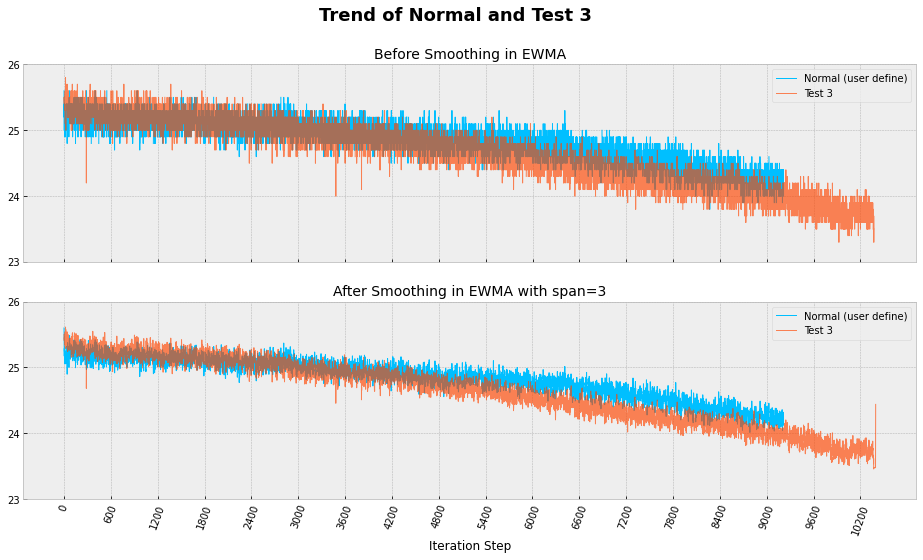 Trend of Normal and Test 3
Before Smoothing in EWMA
26
25
24
23
Normal (user define)
Test 3
After Smoothing in EWMA with span=3
26
25
24
23
Normal (user define)
Test 3
0 600 1200 1800 2400 3000 3600 4200 4800 5400 6000 6600 7200 7800 8400 9000 9600 10200
Iteration Step